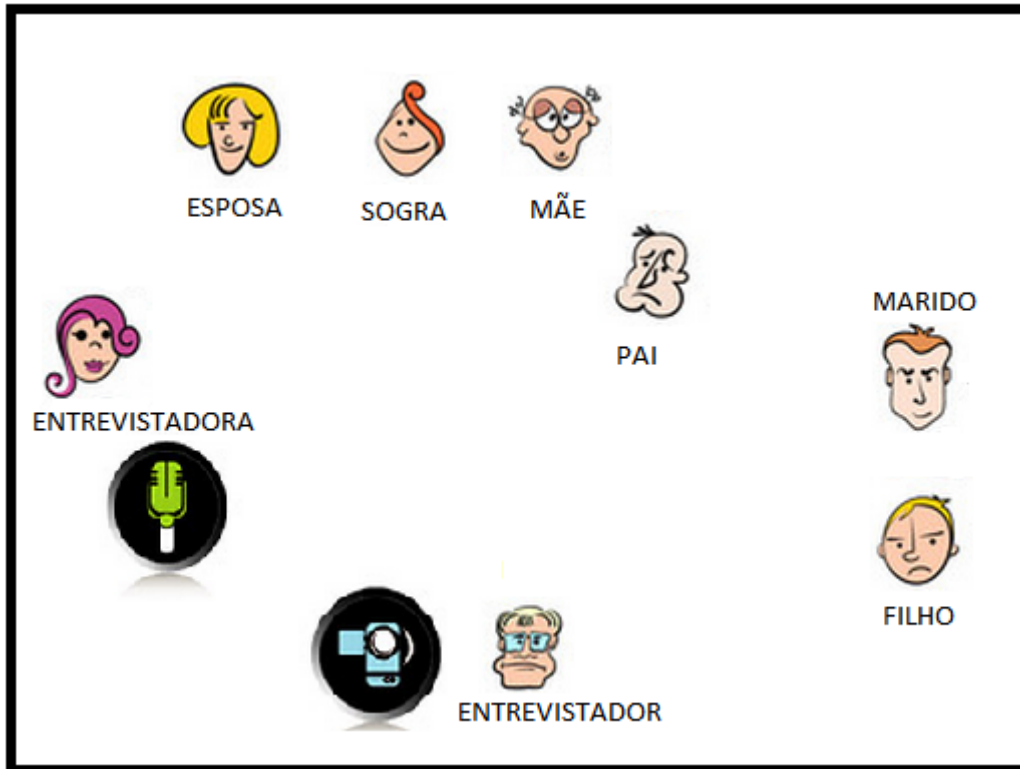 ESPOSA
SOGRA
MÃE
MARIDO
PAI
ENTREVISTADORA
FILHO
ENTREVISTADOR